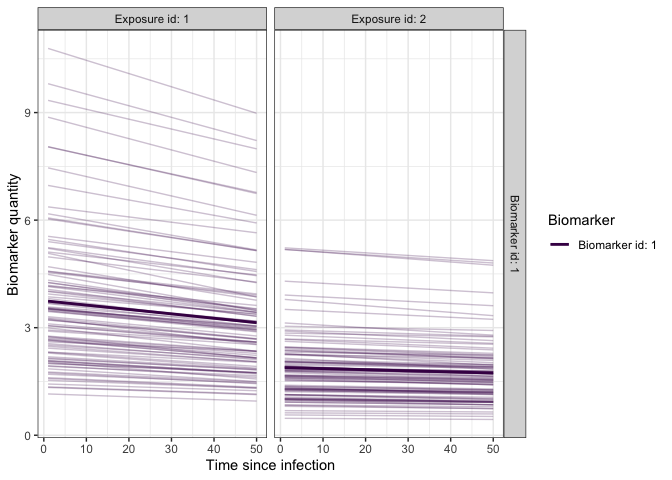 Exposure id: 1
Exposure id: 2
Biomarker id: 1
Biomarker quantity
9
6
3
0
0 10 20 30 40 50
0 10 20 30 40 50
Time since infection
Biomarker
Biomarker id: 1